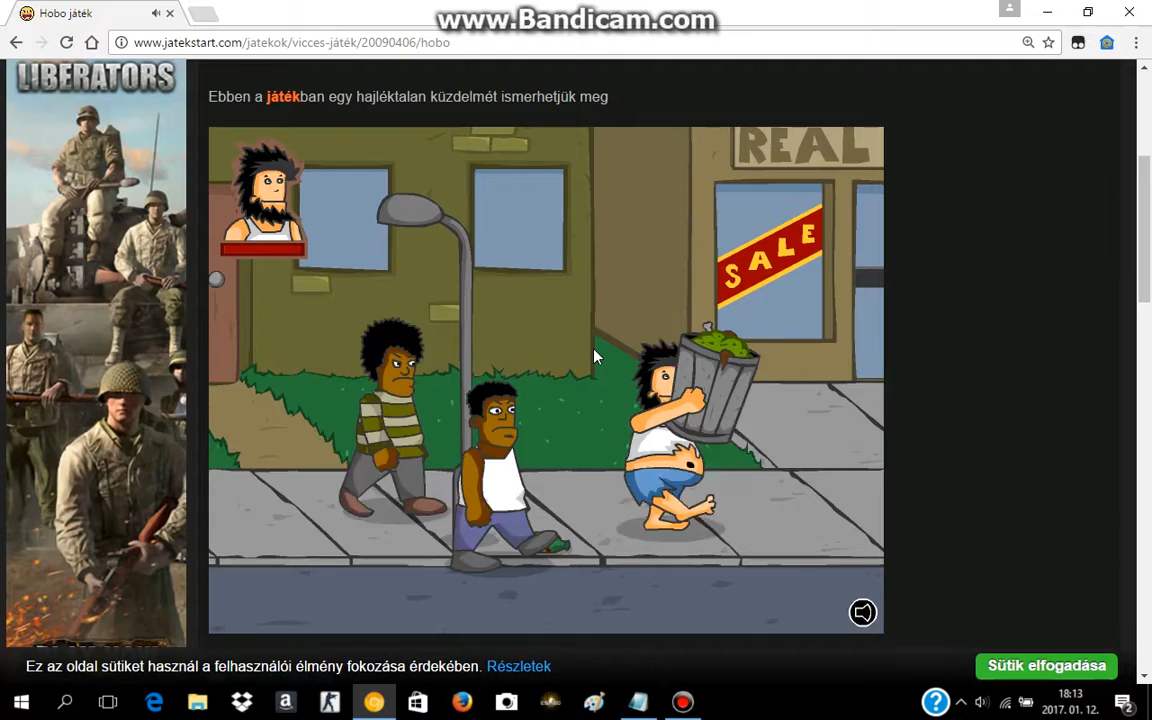 Hobo játék
www.Bandicam.com
www.jatekstart.com/jatekok/vicces-játék/20090406/hobo
LIBERATORS
Ebben a játékban egy hajléktalan küzdelmét ismerhetjük meg
REAL
SALE
Ez az oldal sütiket használ a felhasználói élmény fokozása érdekében. Részletek
Sütik elfogadása
18:13
2017. 01. 12.
2